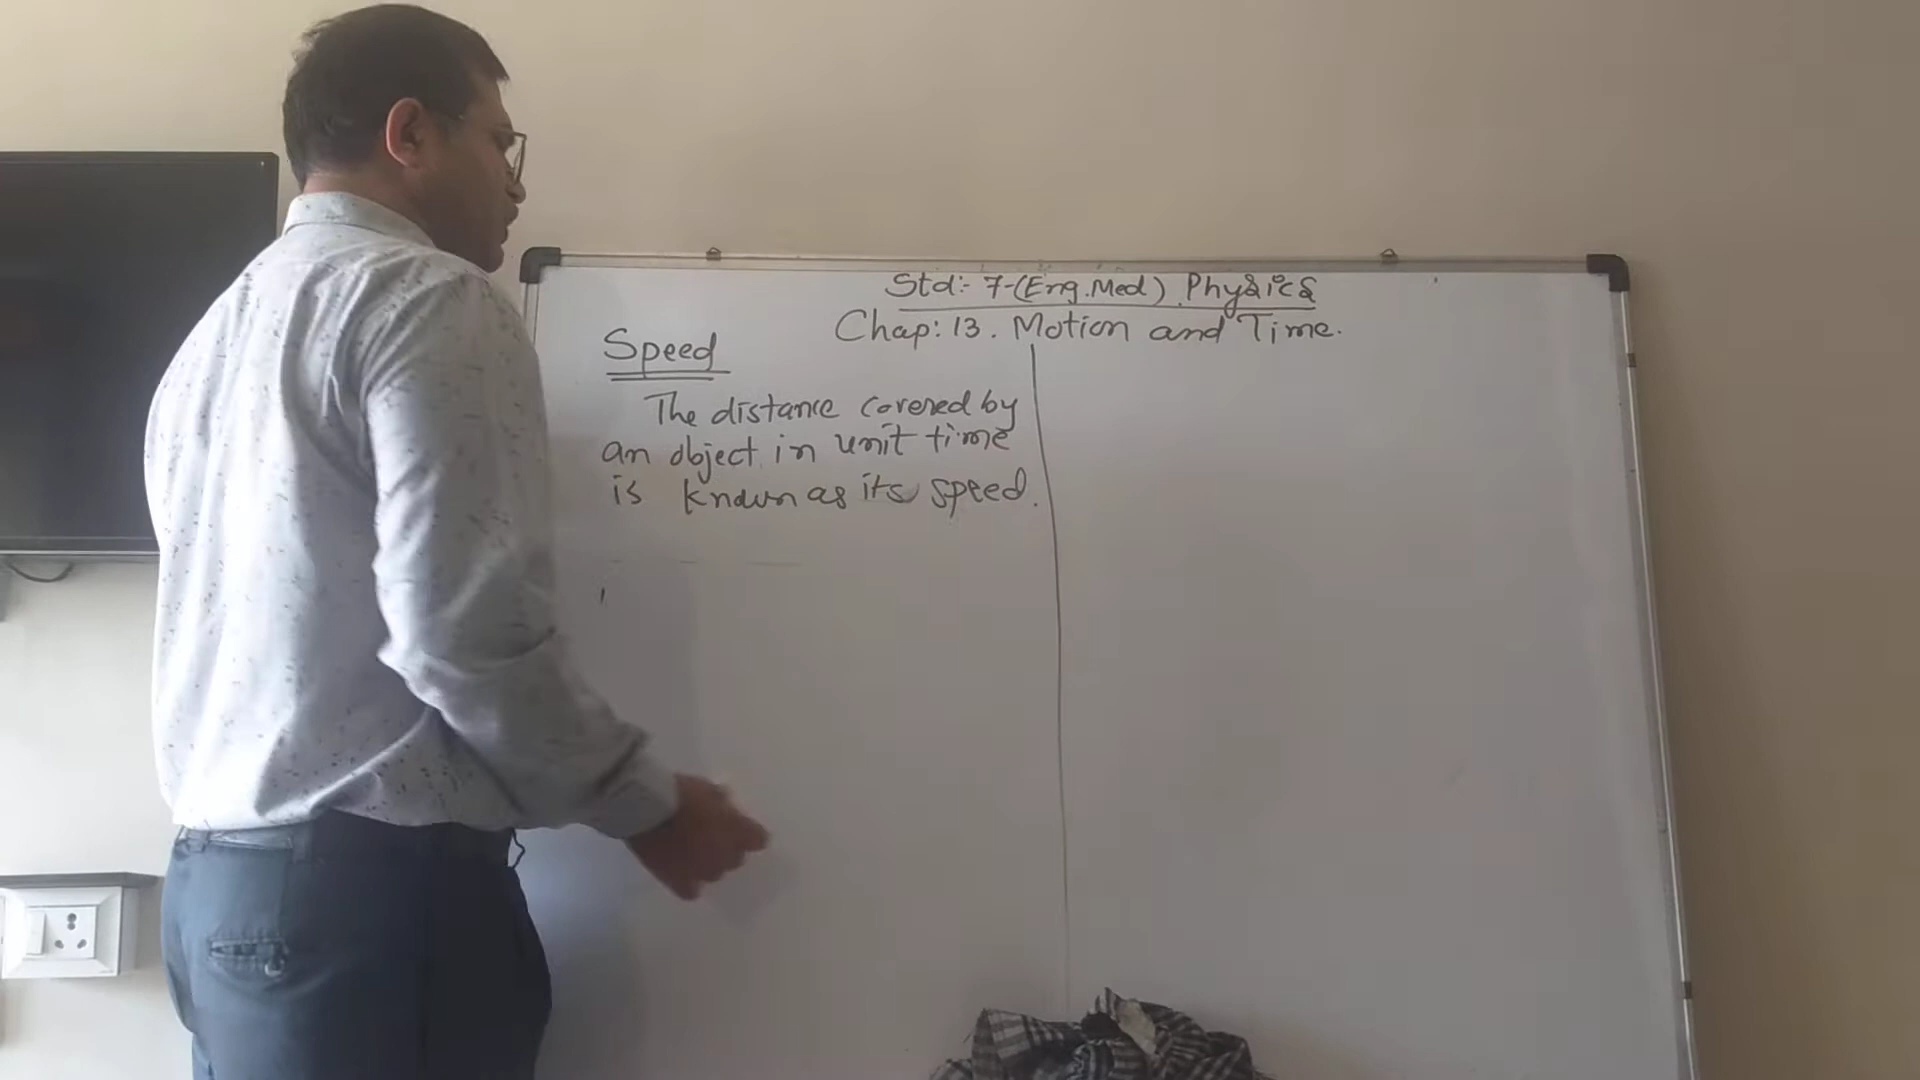 Std:- 7-(Eng.Med) Physics
Chap: 13. Motion and Time.
Speed
The distance covered by
an object in unit time
is known as its speed.